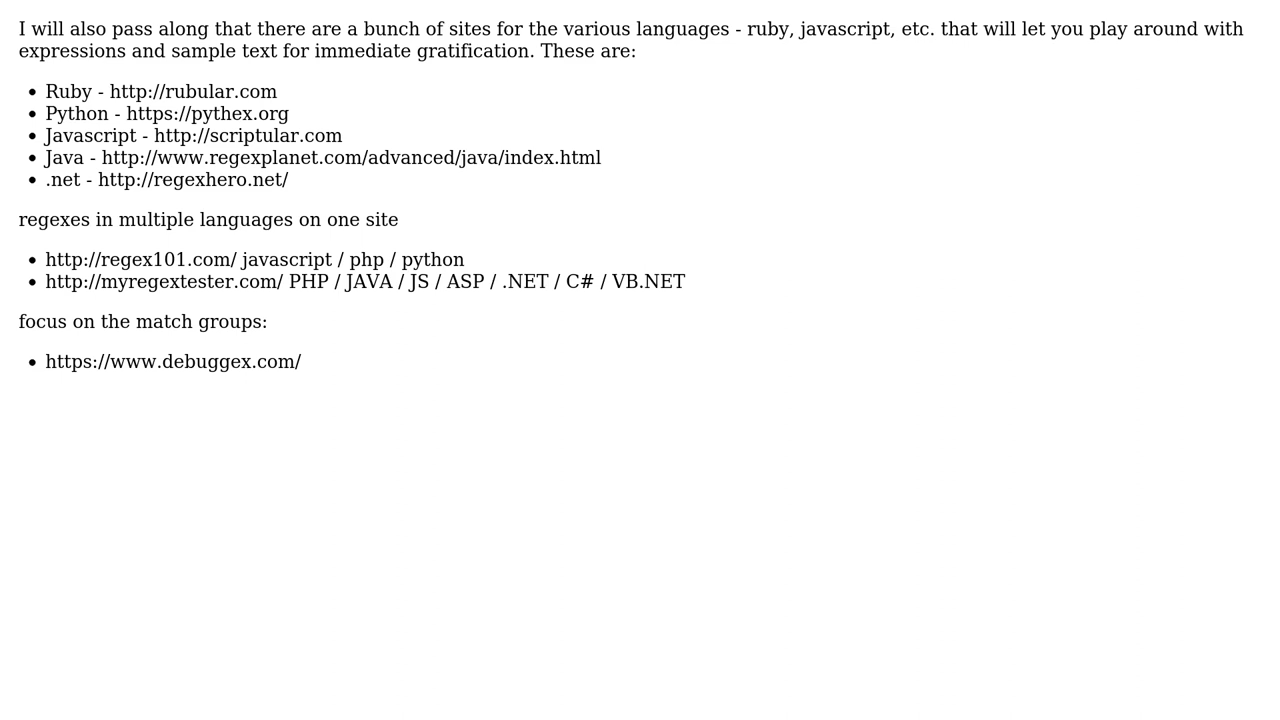 I will also pass along that there are a bunch of sites for the various languages - ruby, javascript, etc. that will let you play around with
expressions and sample text for immediate gratification. These are:
• Ruby - http://rubular.com
• Python - https://pythex.org
• Javascript - http://scriptular.com
• Java - http://www.regexplanet.com/advanced/java/index.html
• .net - http://regexhero.net/
regexes in multiple languages on one site
• http://regex101.com/ javascript / php / python
• http://myregextester.com/ PHP / JAVA / JS / ASP / .NET / C# / VB.NET
focus on the match groups:
• https://www.debuggex.com/